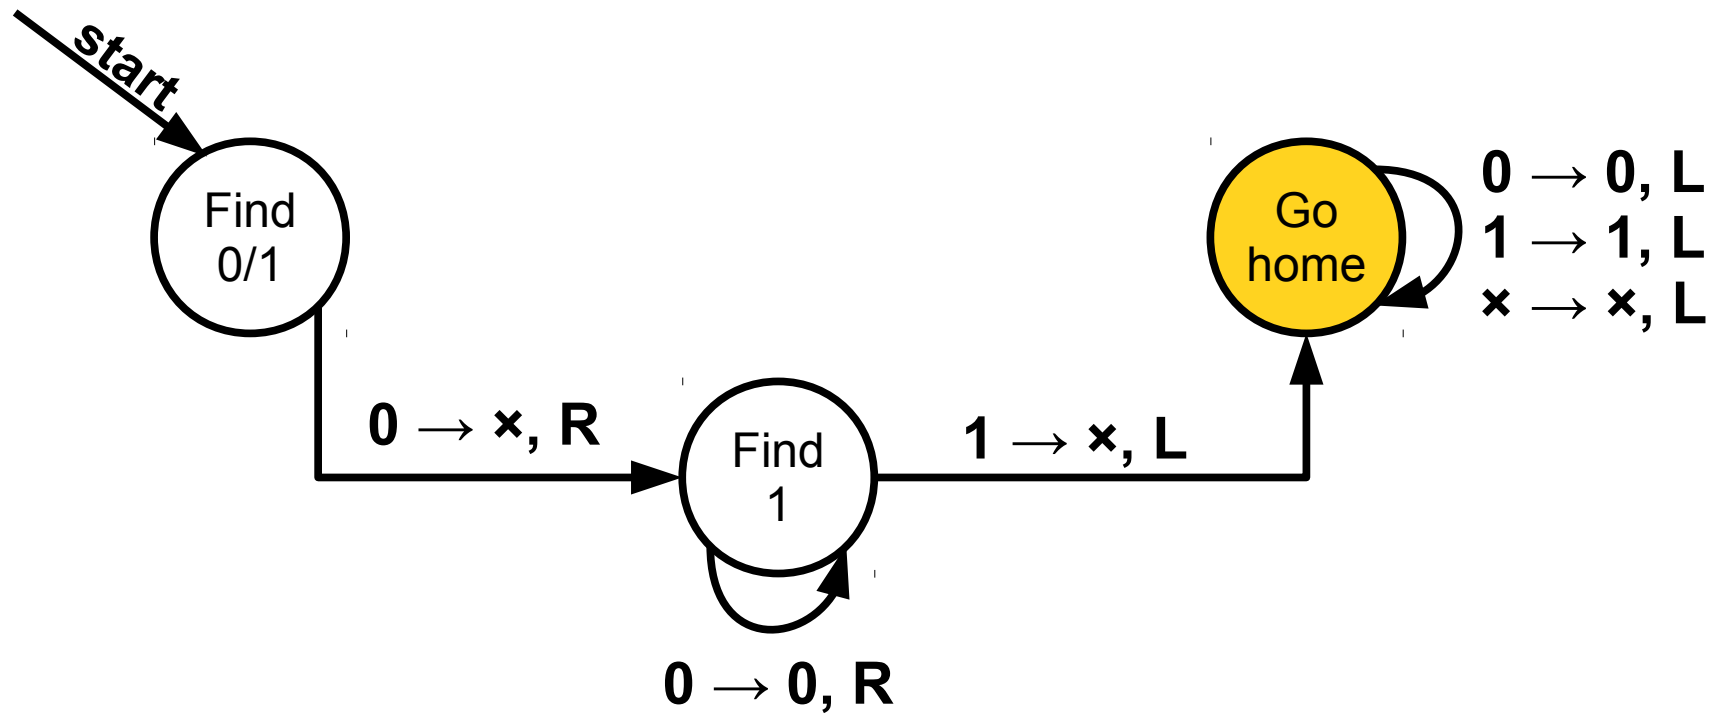 start
Find
0/1
Go
home
0 → 0, L
1 → 1, L
× → ×, L
0 → ×, R
Find
1
1 → ×, L
0 → 0, R